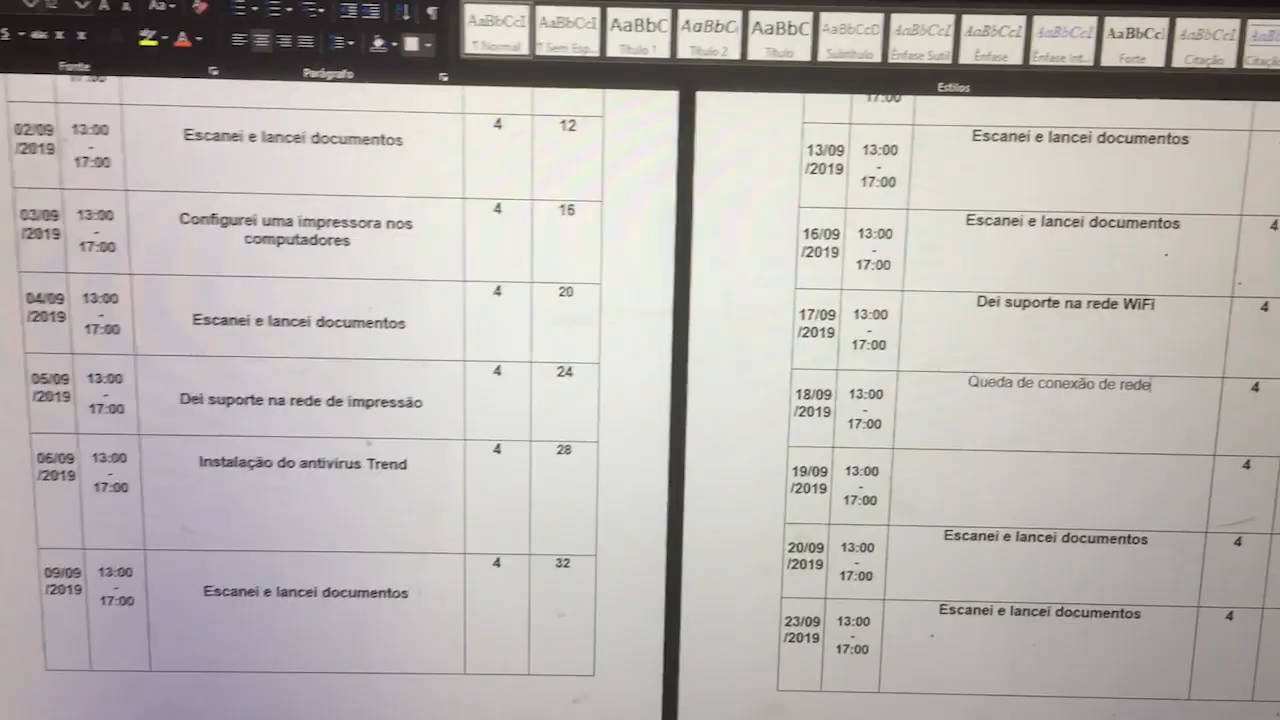 12
A A
Aa
¶
S
abc x x
A
Fonte
Parágrafo
Estilos
AaBbCcI
¶ Normal
AaBbCcI
¶ Sem Esp...
AaBbC
Título 1
AaBbC
Título 2
AaBbC
Título
AaBbCcD
Subtítulo
AaBbCcI
Ênfase Sutil
AaBbCcI
Ênfase
AaBbCcI
Ênfase Int...
AaBbCcl
Forte
AaBbCcI
Citação
17:00
02/09
/2019
13:00
-
17:00
Escanei e lancei documentos
4
12
03/09
/2019
13:00
-
17:00
Configurei uma impressora nos
computadores
4
16
04/09
/2019
13:00
-
17:00
Escanei e lancei documentos
4
20
05/09
/2019
13:00
-
17:00
Dei suporte na rede de impressão
4
24
06/09
/2019
13:00
-
17:00
Instalação do antivirus Trend
4
28
09/09
/2019
13:00
-
17:00
Escanei e lancei documentos
4
32
17:00
13/09
/2019
13:00
-
17:00
Escanei e lancei documentos
16/09
/2019
13:00
-
17:00
Escanei e lancei documentos
4
17/09
/2019
13:00
-
17:00
Dei suporte na rede WiFi
4
18/09
/2019
13:00
-
17:00
Queda de conexão de rede
4
19/09
/2019
13:00
-
17:00
4
20/09
/2019
13:00
-
17:00
Escanei e lancei documentos
4
23/09
/2019
13:00
-
17:00
Escanei e lancei documentos
4